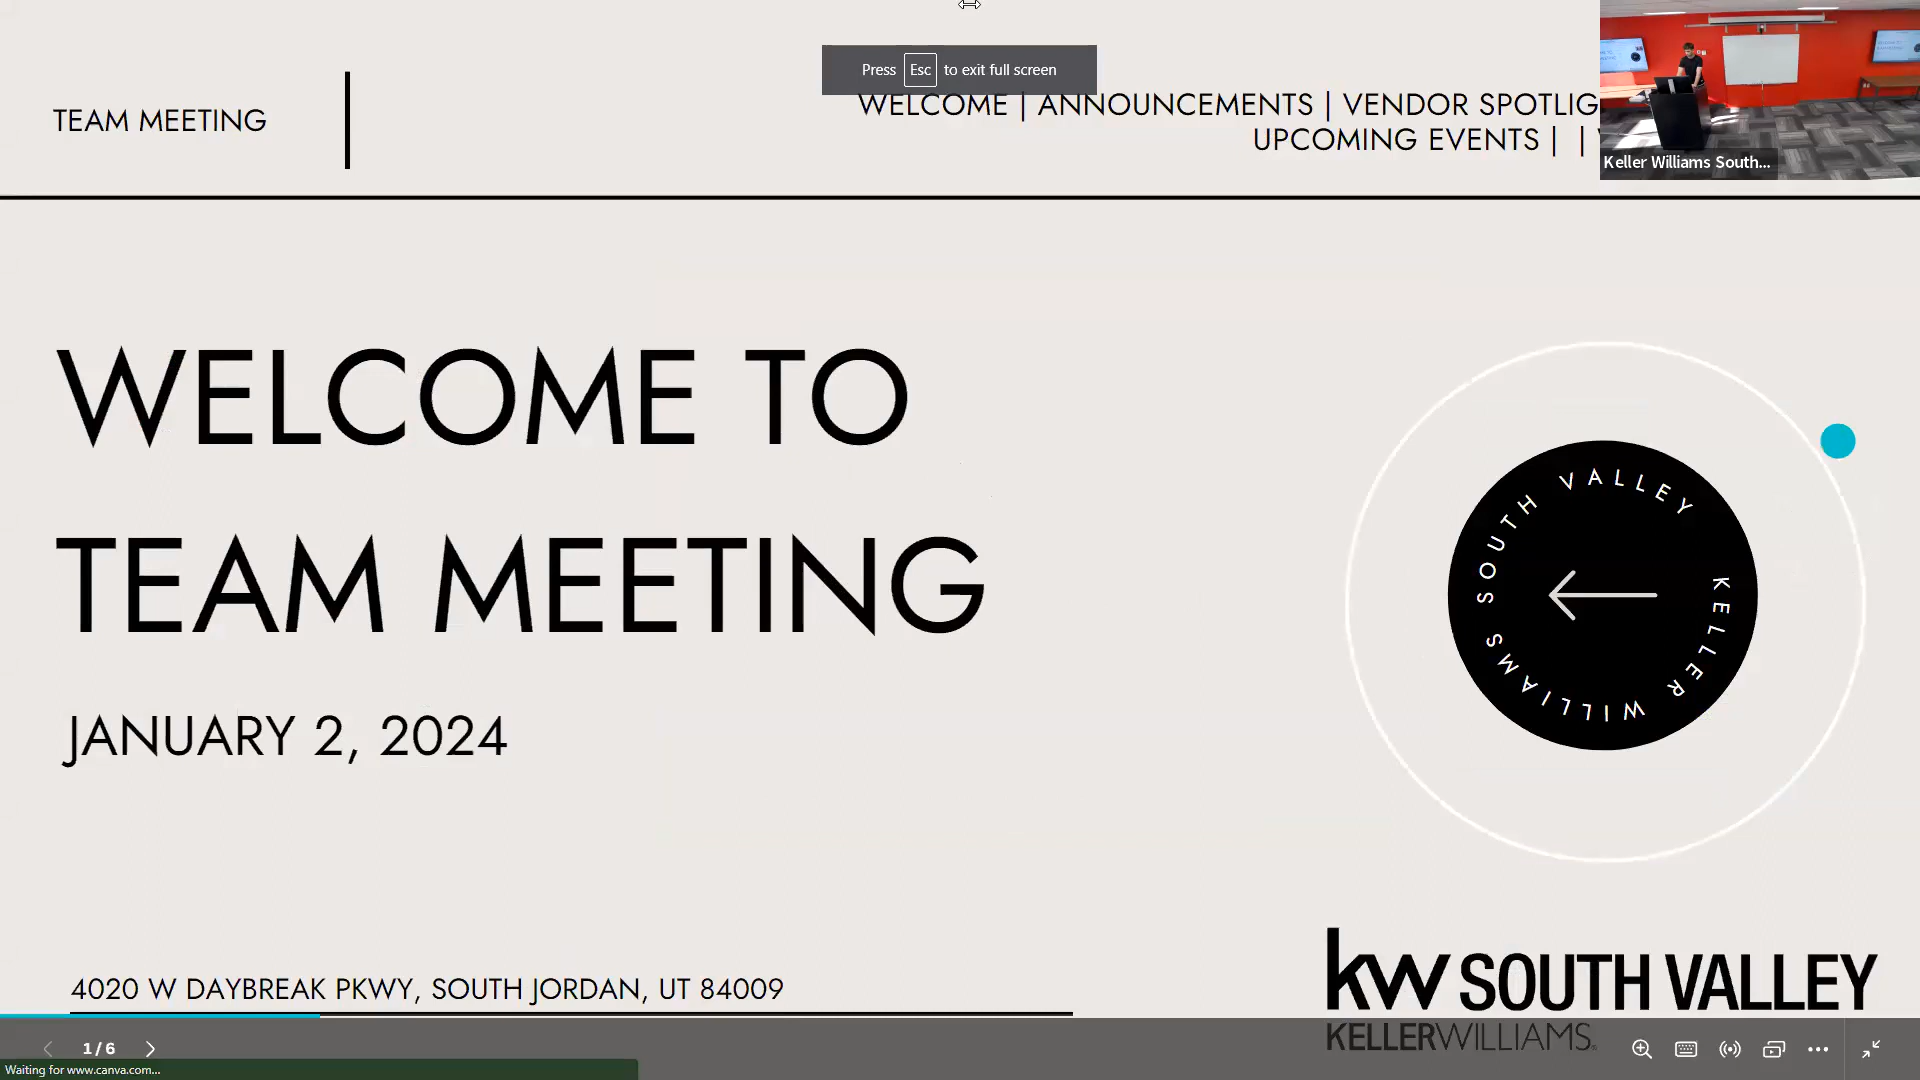 Press Esc to exit full screen
TEAM MEETING
WELCOME | ANNOUNCEMENTS | VENDOR SPOTLIG
UPCOMING EVENTS | |
Keller Williams South...
WELCOME TO
TEAM MEETING
JANUARY 2, 2024
KELLER WILLIAMS SOUTH VALLEY
4020 W DAYBREAK PKWY, SOUTH JORDAN, UT 84009
kw SOUTH VALLEY
KELLERWILLIAMS.
1/6
Waiting for www.canva.com...